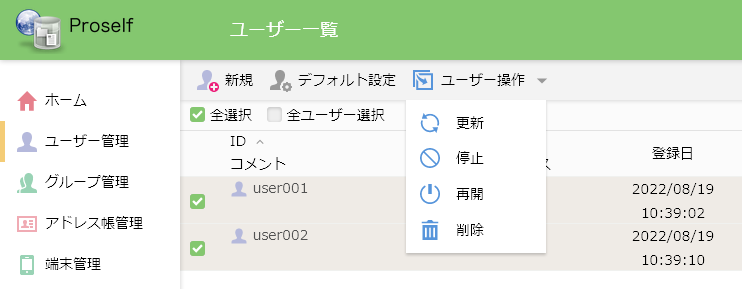 Proself
ユーザー一覧
ホーム
ユーザー管理
グループ管理
アドレス帳管理
端末管理
新規 デフォルト設定 ユーザー操作
全選択 全ユーザー選択
更新
停止
再開
削除
ID
コメント
ス
登録日
user001
2022/08/19
10:39:02
user002
2022/08/19
10:39:10